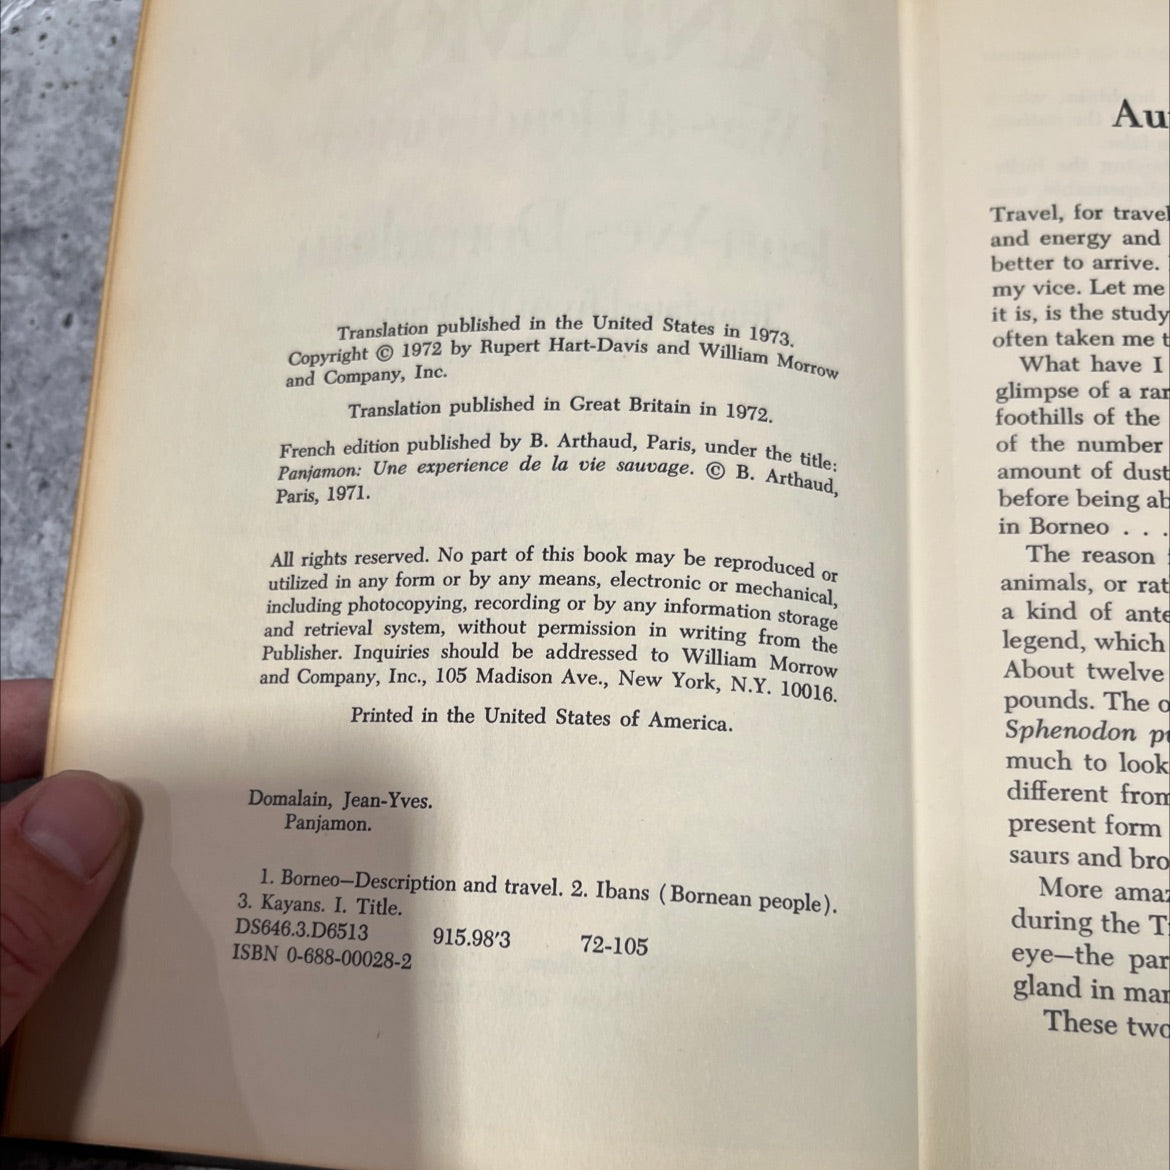 Translation published in the United States in 1973.
Copyright © 1972 by Rupert Hart-Davis and William Morrow
and Company, Inc.
Translation published in Great Britain in 1972.
French edition published by B. Arthaud, Paris, under the title:
Panjamon: Une experience de la vie sauvage. © B. Arthaud,
Paris, 1971.
All rights reserved. No part of this book may be reproduced or
utilized in any form or by any means, electronic or mechanical,
including photocopying, recording or by any information storage
and retrieval system, without permission in writing from the
Publisher. Inquiries should be addressed to William Morrow
and Company, Inc., 105 Madison Ave., New York, N.Y. 10016.
Printed in the United States of America.
Domalain, Jean-Yves.
Panjamon.
1. Borneo—Description and travel. 2. Ibans (Bornean people).
3. Kayans. I. Title.
DS646.3.D6513 915.98'3 72-105
ISBN 0-688-00028-2
Au
Travel, for travel
and energy and
better to arrive.
my vice. Let me
it is, is the study
often taken me t
What have I
glimpse of a rar
foothills of the
of the number
amount of dust
before being ab
in Borneo . . .
The reason
animals, or rat
a kind of ante
legend, which
About twelve
pounds. The o
Sphenodon p
much to look
different from
present form
saurs and bro
More amaz
during the T
eye—the par
gland in man
These two